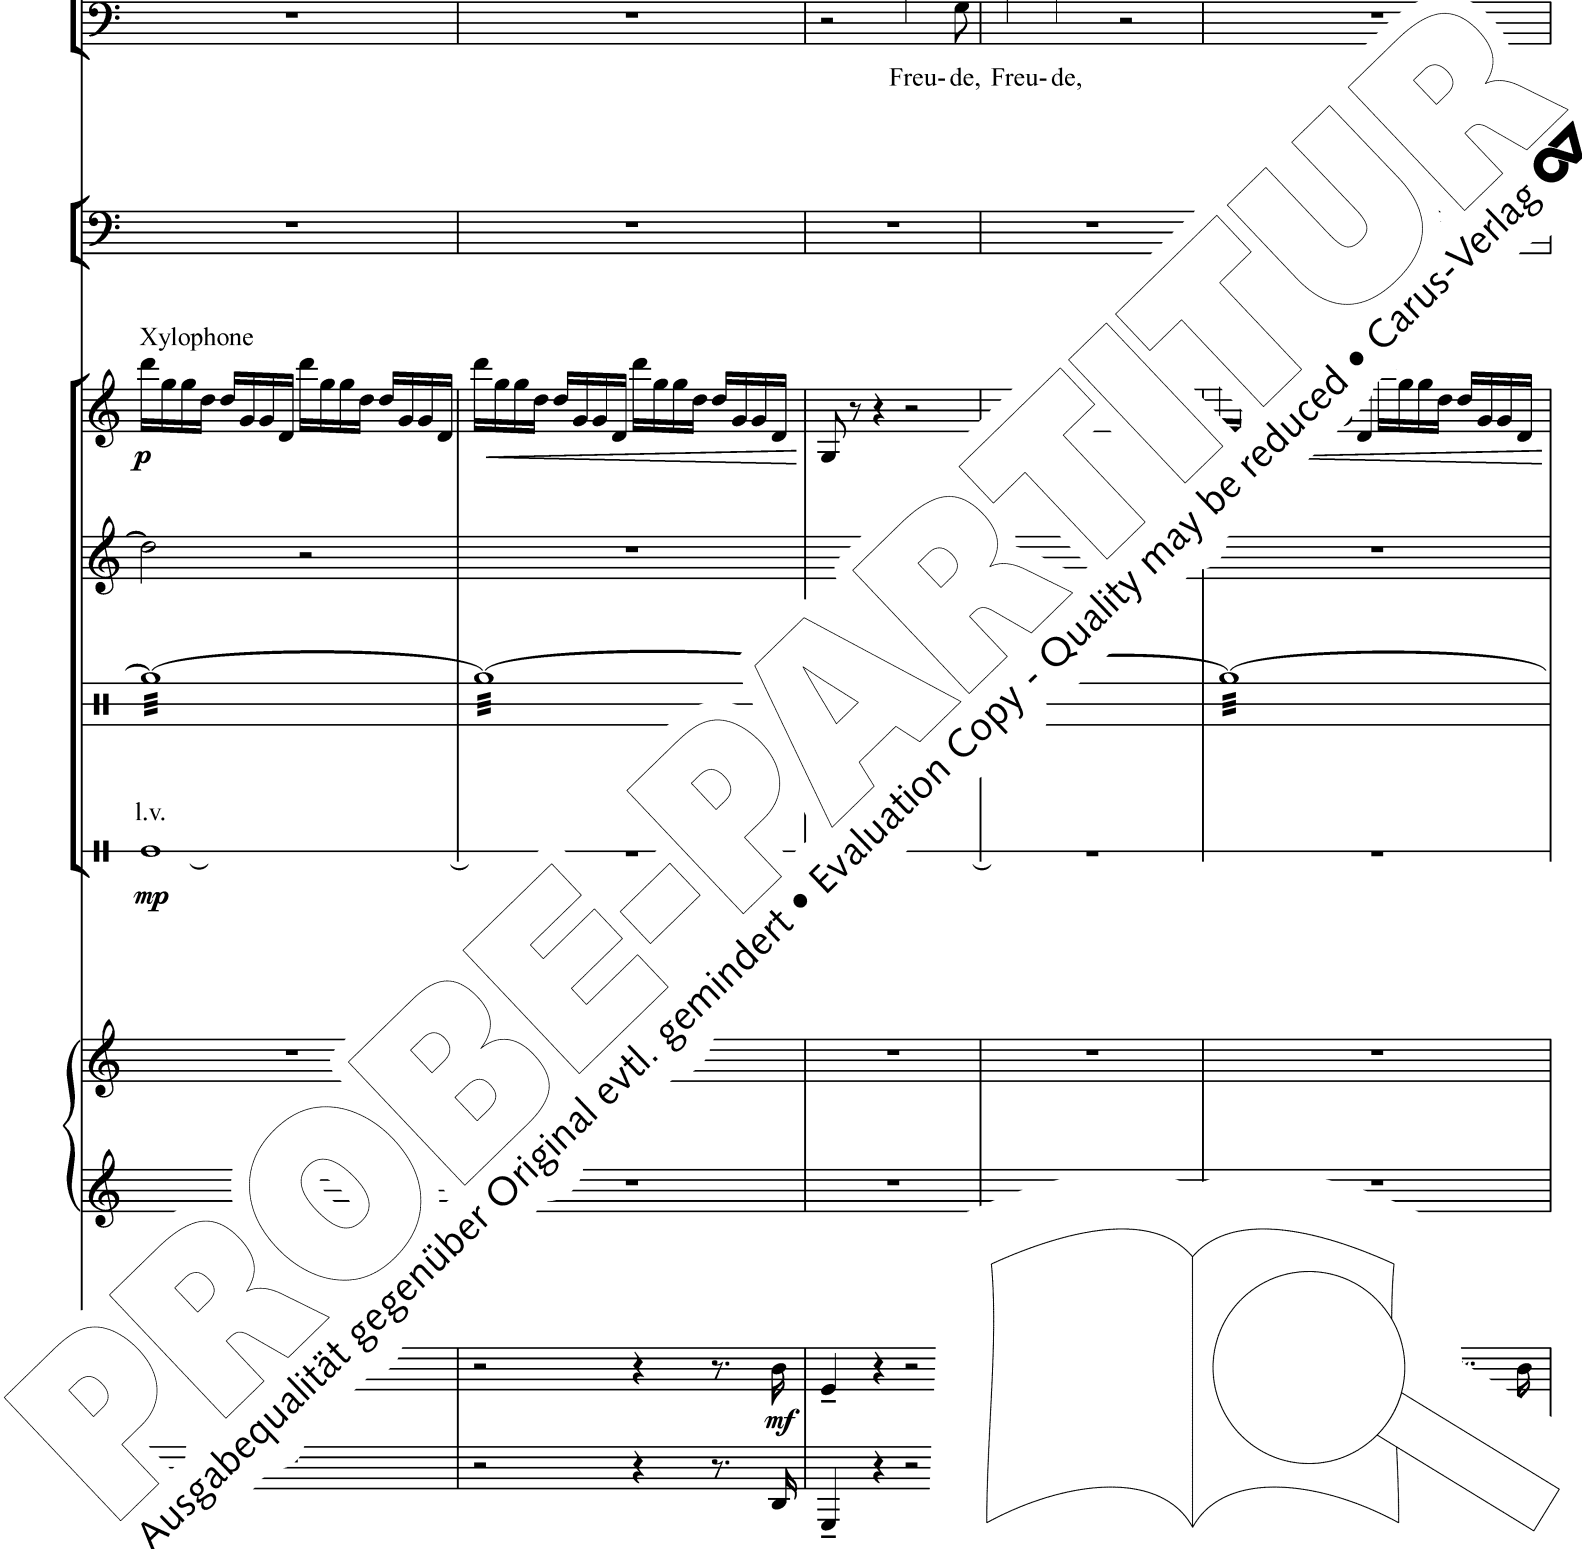 Freu- de, Freu- de,
Xylophone
p
l.v.
mp
mf
PROBE-PARTITUR
Ausgabequalität gegenüber Original evtl. gemindert • Evaluation Copy - Quality may be reduced • Carus-Verlag